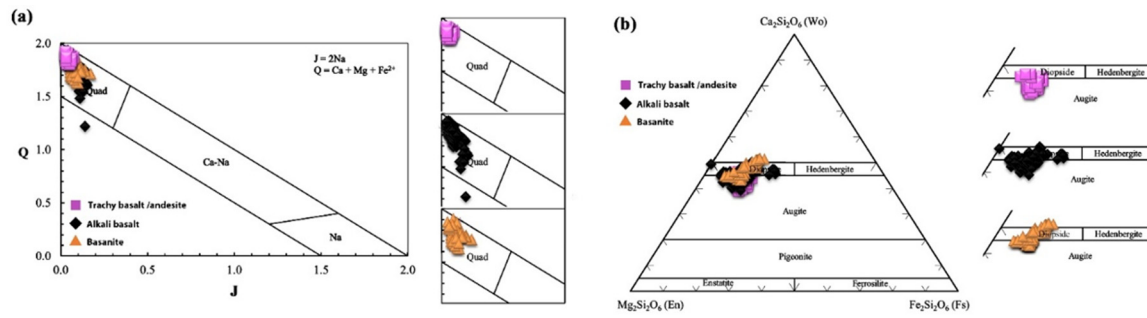 (a)
2.0
1.5
1.0
0.5
0.0
Q
J = 2Na
Q = Ca + Mg + Fe²⁺
Quad
Ca-Na
Na
Trachy basalt /andesite
Alkali basalt
Basanite
0.0
0.5
1.0
1.5
2.0
J
Quad
Quad
Quad
(b)
Ca₂Si₂O₆ (Wo)
Trachy basalt /andesite
Alkali basalt
Basanite
Hedenbergite
Augite
Pigeonite
Enstatite
Ferrosilite
Mg₂Si₂O₆ (En)
Fe₂Si₂O₆ (Fs)
Diopside
Hedenbergite
Augite
Hedenbergite
Augite
Diopside
Hedenbergite
Augite